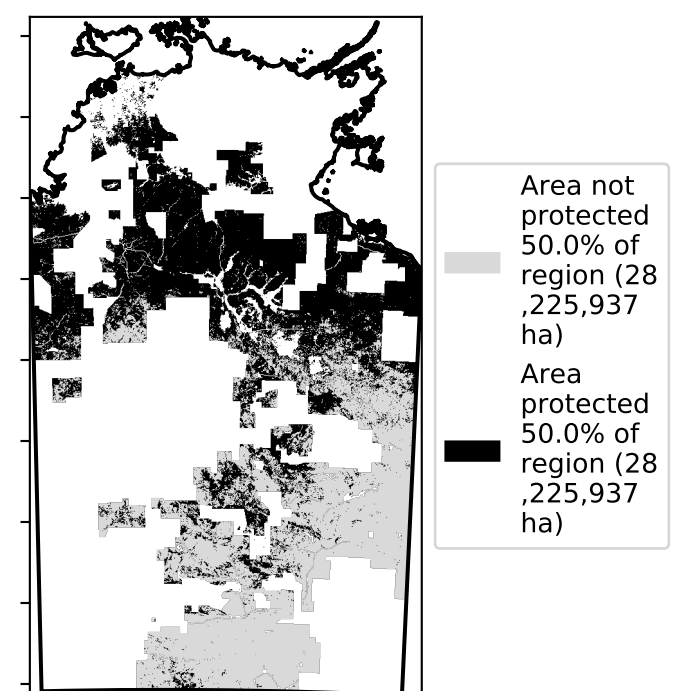 Area not
protected
50.0% of
region (28
,225,937
ha)
Area
protected
50.0% of
region (28
,225,937
ha)